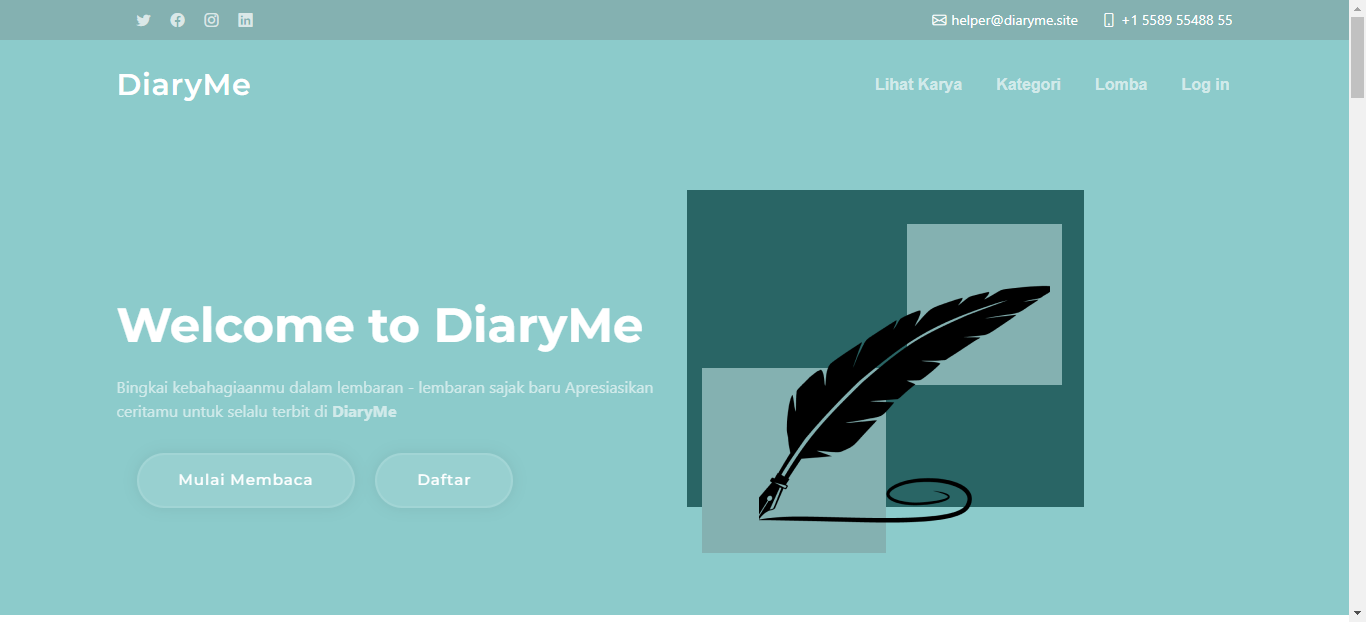 helper@diaryme.site +1 5589 55488 55
DiaryMe Lihat Karya Kategori Lomba Log in
Welcome to DiaryMe
Bingkai kebahagiaanmu dalam lembaran - lembaran sajak baru Apresiasikan
ceritamu untuk selalu terbit di DiaryMe
Mulai Membaca Daftar